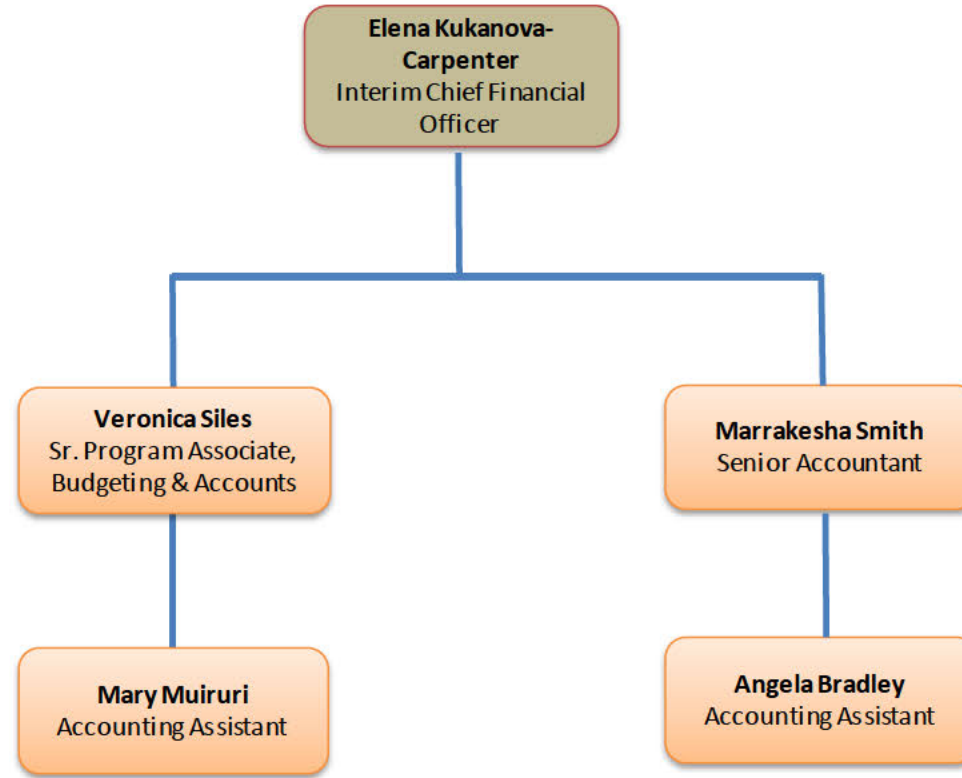 Elena Kukanova-
Carpenter
Interim Chief Financial
Officer
Veronica Siles
Sr. Program Associate,
Budgeting & Accounts
Marrakesha Smith
Senior Accountant
Mary Muiruri
Accounting Assistant
Angela Bradley
Accounting Assistant